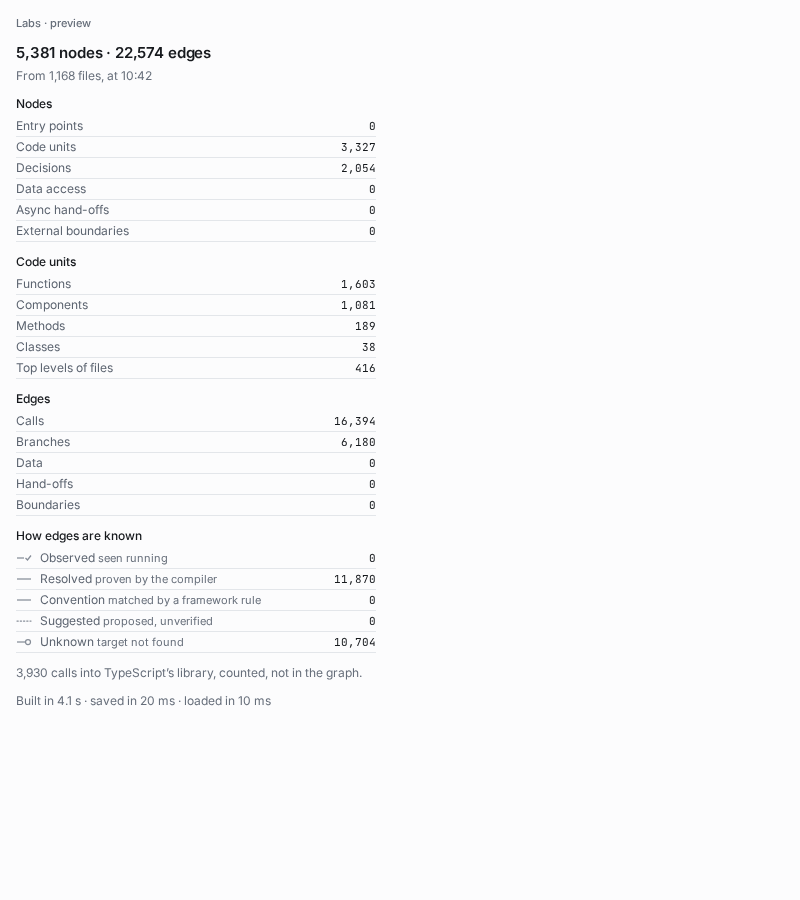 Labs · preview
5,381 nodes · 22,574 edges
From 1,168 files, at 10:42
Nodes
Entry points 0
Code units 3,327
Decisions 2,054
Data access 0
Async hand-offs 0
External boundaries 0
Code units
Functions 1,603
Components 1,081
Methods 189
Classes 38
Top levels of files 416
Edges
Calls 16,394
Branches 6,180
Data 0
Hand-offs 0
Boundaries 0
How edges are known
Observed seen running 0
Resolved proven by the compiler 11,870
Convention matched by a framework rule 0
Suggested proposed, unverified 0
Unknown target not found 10,704
3,930 calls into TypeScript’s library, counted, not in the graph.
Built in 4.1 s · saved in 20 ms · loaded in 10 ms